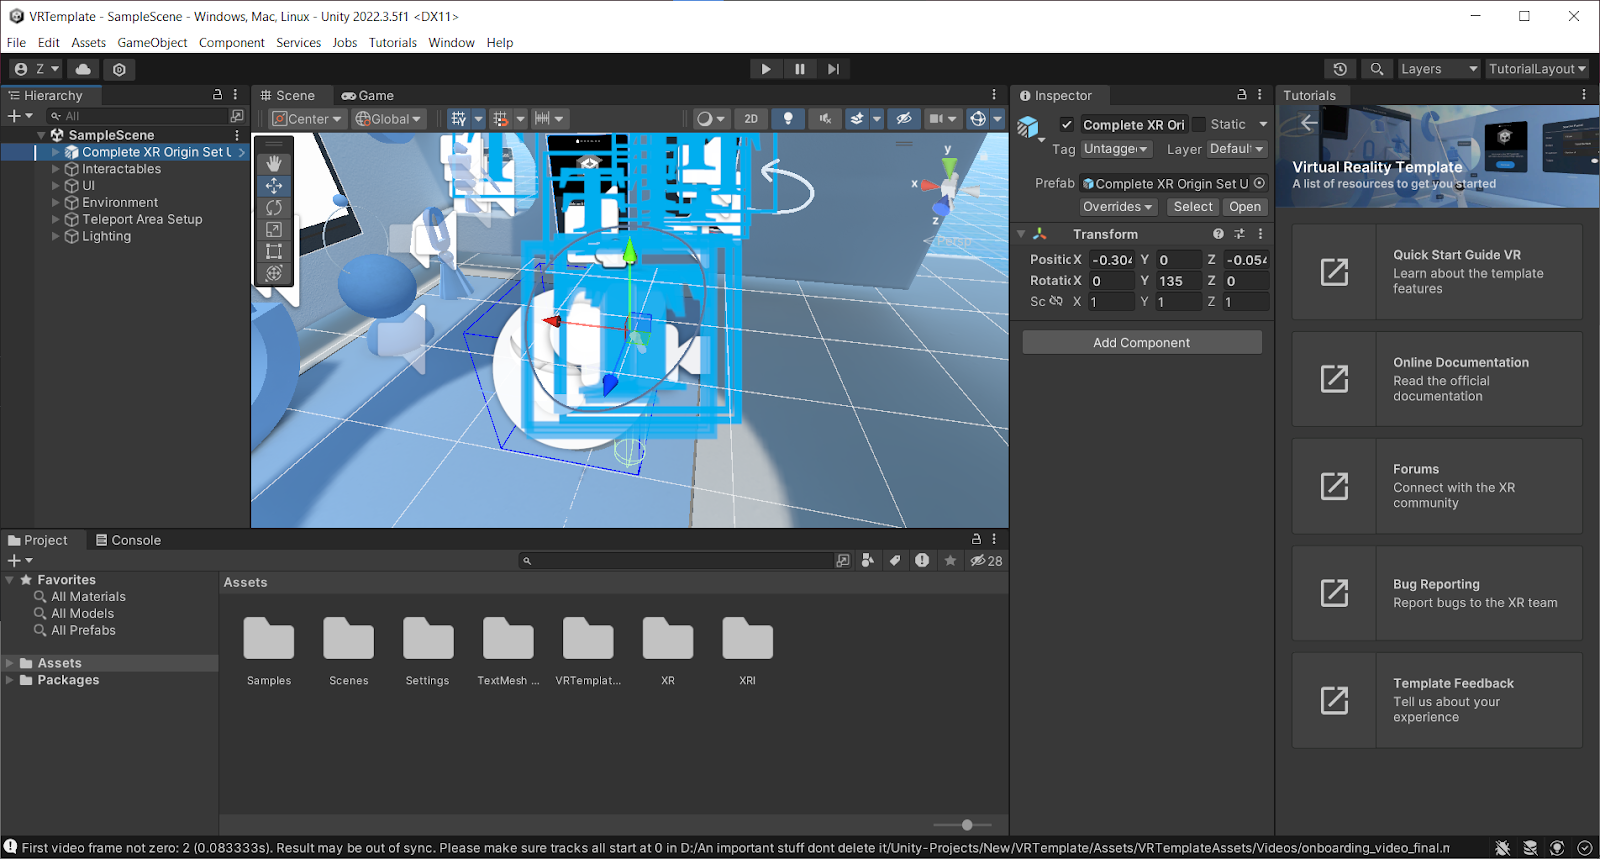 VRTemplate - SampleScene - Windows, Mac, Linux - Unity 2022.3.5f1 <DX11>
File Edit Assets GameObject Component Services Jobs Tutorials Window Help
Z
Layers
TutorialLayout
Hierarchy
All
SampleScene
Complete XR Origin Set U
Interactables
UI
Environment
Teleport Area Setup
Lighting
Scene
Game
Center
Global
2D
y
x
z
Persp
Inspector
Complete XR Ori
Static
Tag Untagge
Layer Defaul
Prefab Complete XR Origin Set U
Overrides Select Open
Transform
Positic X -0.304 Y 0 Z -0.054
Rotatic X 0 Y 135 Z 0
Sc X 1 Y 1 Z 1
Add Component
Tutorials
Virtual Reality Template
A list of resources to get you started
Quick Start Guide VR
Learn about the template
features
Online Documentation
Read the official
documentation
Forums
Connect with the XR
community
Bug Reporting
Report bugs to the XR team
Template Feedback
Tell us about your
experience
Project
Console
28
Favorites
All Materials
All Models
All Prefabs
Assets
Packages
Assets
Samples
Scenes
Settings
TextMesh ...
VRTemplat...
XR
XRI
First video frame not zero: 2 (0.083333s). Result may be out of sync. Please make sure tracks all start at 0 in D:/An important stuff dont delete it/Unity-Projects/New/VRTemplate/Assets/VRTemplateAssets/Videos/onboarding_video_final.m